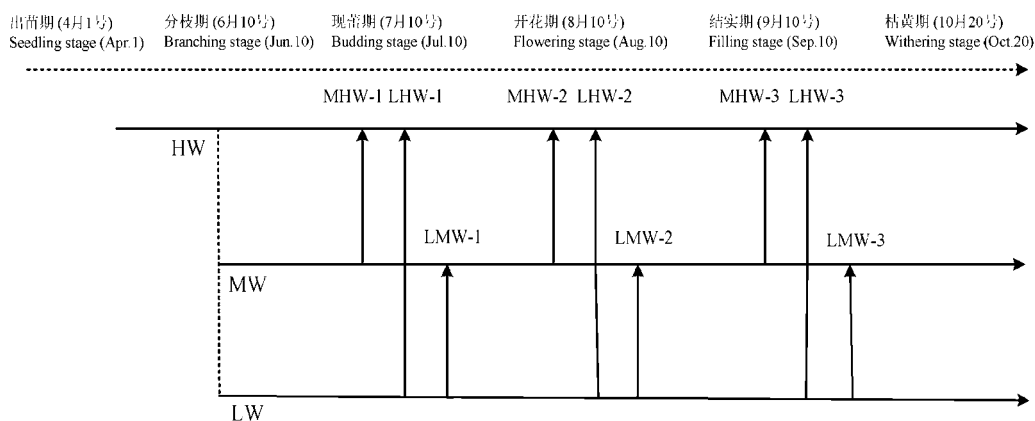 出苗期 (4月1号) 分枝期 (6月10号) 现蕾期 (7月10号) 开花期 (8月10号) 结实期 (9月10号) 枯黄期 (10月20号)
Seedling stage (Apr.1) Branching stage (Jun.10) Budding stage (Jul.10) Flowering stage (Aug.10) Filling stage (Sep.10) Withering stage (Oct.20)
MHW-1 LHW-1 MHW-2 LHW-2 MHW-3 LHW-3
HW
LMW-1 LMW-2 LMW-3
MW
LW